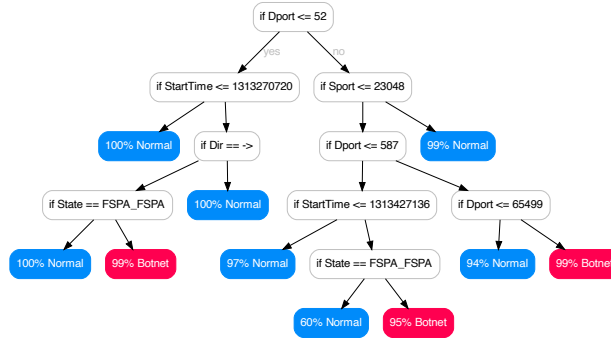 if Dport <= 52
yes
no
if StartTime <= 1313270720
if Sport <= 23048
100% Normal
if Dir == ->
if Dport <= 587
99% Normal
if State == FSPA_FSPA
100% Normal
if StartTime <= 1313427136
if Dport <= 65499
100% Normal
99% Botnet
97% Normal
if State == FSPA_FSPA
94% Normal
99% Botnet
60% Normal
95% Botnet